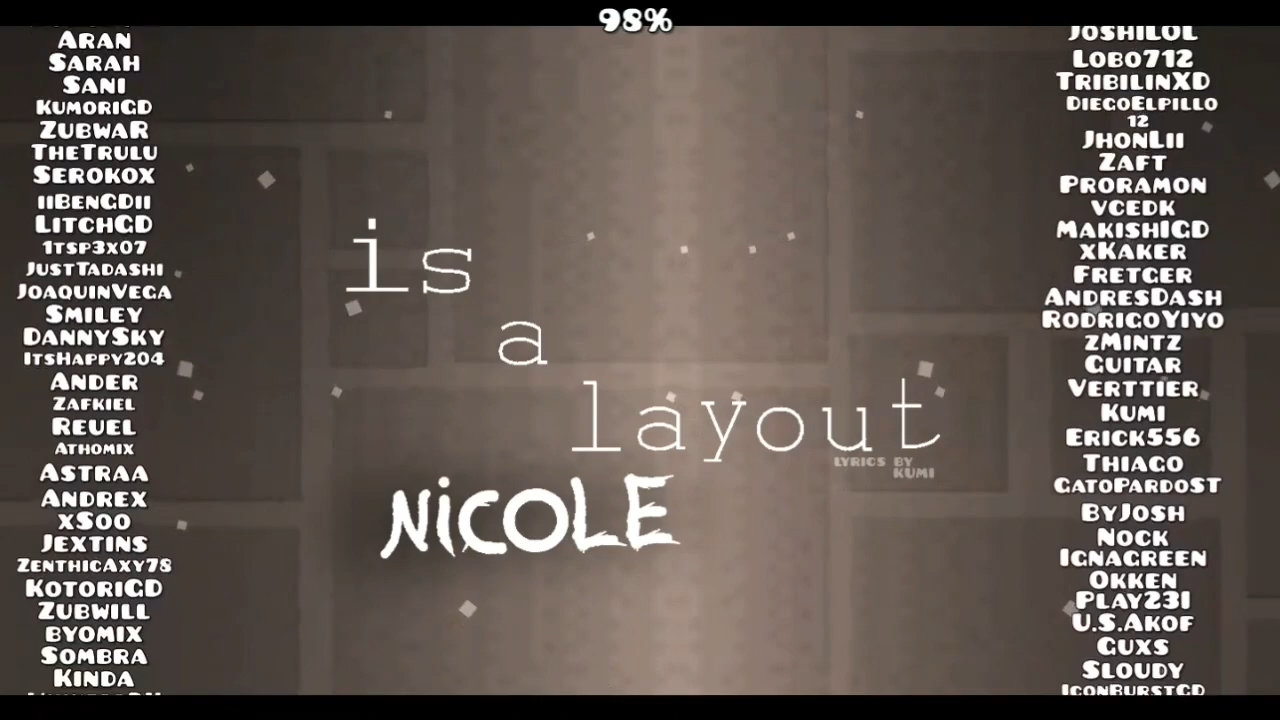 98%
ARAN
SARAH
SANI
KUMORIGD
ZUBWAR
THETRULU
SEROKOX
IIBENGDII
LITCHGD
1TSP3X07
JUSTTADASHI
JOAQUINVEGA
SMILEY
DANNYSKY
ITSHAPPY204
ANDER
ZAFKIEL
REUEL
ATHOMIX
ASTRAA
ANDREX
XSOO
JEXTINS
ZENTHICAXY78
KOTORIGD
ZUBWILL
BYOMIX
SOMBRA
KINDA
is
a
layout
LYRICS BY
KUMI
NiCOLE
JOSHILOL
LOBO712
TRIBILINXD
DIEGOELPILLO
12
JHONLII
ZAFT
PRORAMON
VCEDK
MAKISHIGD
XKAKER
FRETGER
ANDRESDASH
RODRIGOYIYO
ZMINTZ
GUITAR
VERTTIER
KUMI
ERICK556
THIAGO
GATOPARDOST
BYJOSH
NOCK
IGNAGREEN
OKKEN
PLAY231
U.S.AKOF
GUXS
SLOUDY
ICONBURSTGD